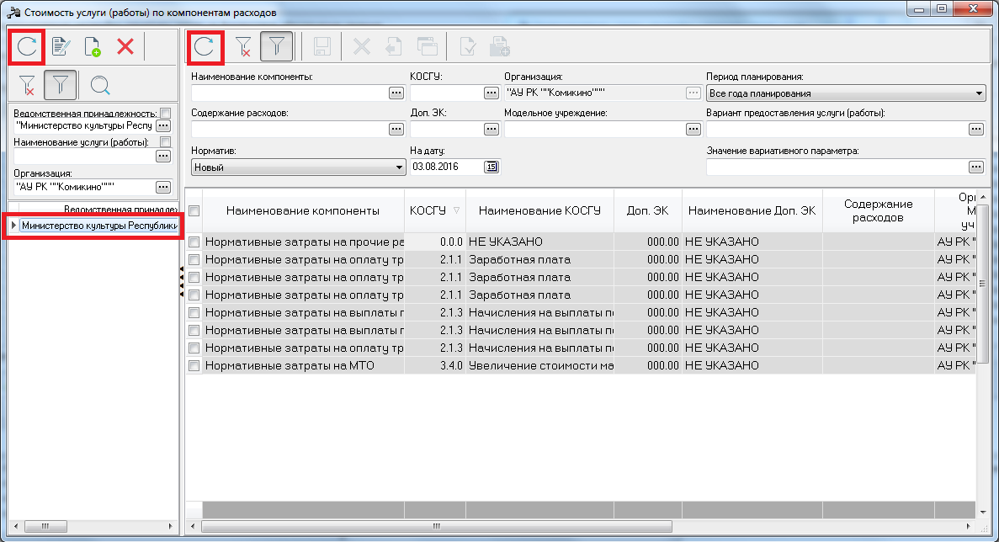 Стоимость услуги (работы) по компонентам расходов
Ведомственная принадлежность:
"Министерство культуры Респу
Наименование услуги (работы):
Организация:
"АУ РК ""Комикино"""
Ведомственная принадле
Министерство культуры Республики
Наименование компоненты: КОСГУ: Организация: Период планирования:
"АУ РК ""Комикино""" Все года планирования
Содержание расходов: Доп. ЭК: Модельное учреждение: Вариант предоставления услуги (работы):
Норматив: На дату: Значение вариативного параметра:
Новый 03.08.2016 15
Наименование компоненты КОСГУ Наименование КОСГУ Доп. ЭК Наименование Доп. ЭК Содержание расходов Орг М уч
Нормативные затраты на прочие ра 0.0.0 НЕ УКАЗАНО 000.00 НЕ УКАЗАНО АУ РК "
Нормативные затраты на оплату тр 2.1.1 Заработная плата 000.00 НЕ УКАЗАНО АУ РК "
Нормативные затраты на оплату тр 2.1.1 Заработная плата 000.00 НЕ УКАЗАНО АУ РК "
Нормативные затраты на оплату тр 2.1.1 Заработная плата 000.00 НЕ УКАЗАНО АУ РК "
Нормативные затраты на выплаты п 2.1.3 Начисления на выплаты по 000.00 НЕ УКАЗАНО АУ РК "
Нормативные затраты на выплаты п 2.1.3 Начисления на выплаты по 000.00 НЕ УКАЗАНО АУ РК "
Нормативные затраты на оплату тр 2.1.3 Начисления на выплаты по 000.00 НЕ УКАЗАНО АУ РК "
Нормативные затраты на МТО 3.4.0 Увеличение стоимости ма 000.00 НЕ УКАЗАНО АУ РК "